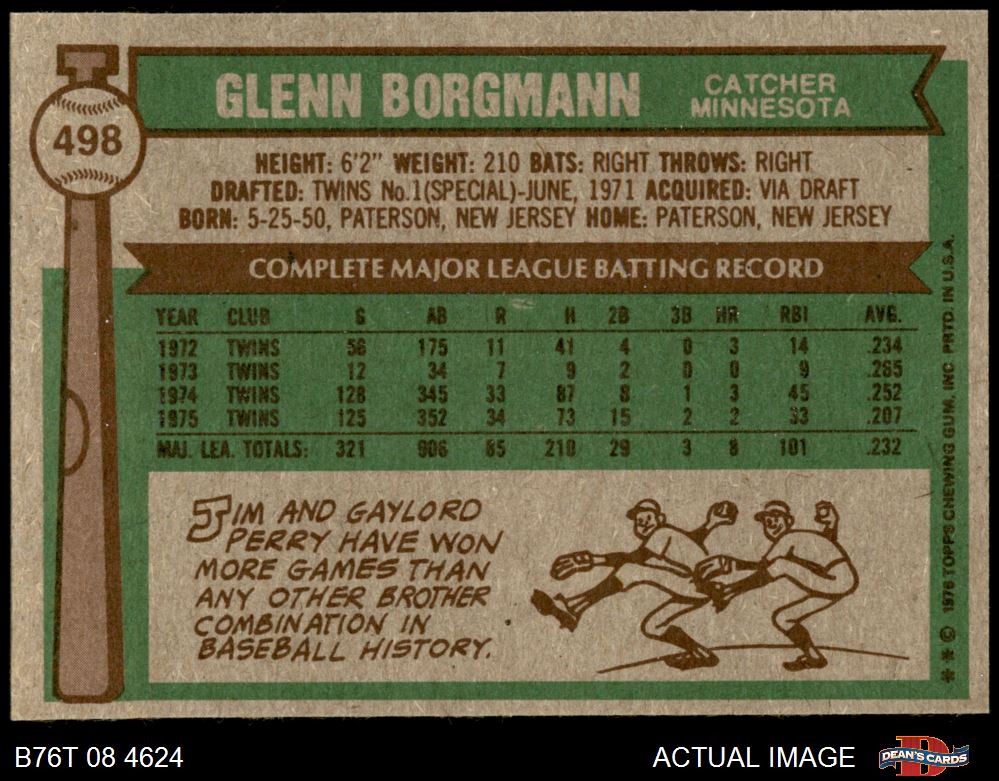 498
GLENN BORGMANN
CATCHER
MINNESOTA
HEIGHT: 6'2" WEIGHT: 210 BATS: RIGHT THROWS: RIGHT
DRAFTED: TWINS No.1(SPECIAL)-JUNE, 1971 ACQUIRED: VIA DRAFT
BORN: 5-25-50, PATERSON, NEW JERSEY HOME: PATERSON, NEW JERSEY
COMPLETE MAJOR LEAGUE BATTING RECORD
YEAR CLUB G AB R H 2B 3B HR RBI AVG.
1972 TWINS 56 175 11 41 4 0 3 14 .234
1973 TWINS 12 34 7 9 2 0 0 9 .265
1974 TWINS 128 345 33 87 8 1 3 45 .252
1975 TWINS 125 352 34 73 15 2 2 33 .207
MAJ. LEA. TOTALS: 321 906 85 210 29 3 8 101 .232
JIM AND GAYLORD
PERRY HAVE WON
MORE GAMES THAN
ANY OTHER BROTHER
COMBINATION IN
BASEBALL HISTORY.
**© 1976 TOPPS CHEWING GUM, INC. PRTD. IN U.S.A.
B76T 08 4624
ACTUAL IMAGE
DEAN'S CARDS